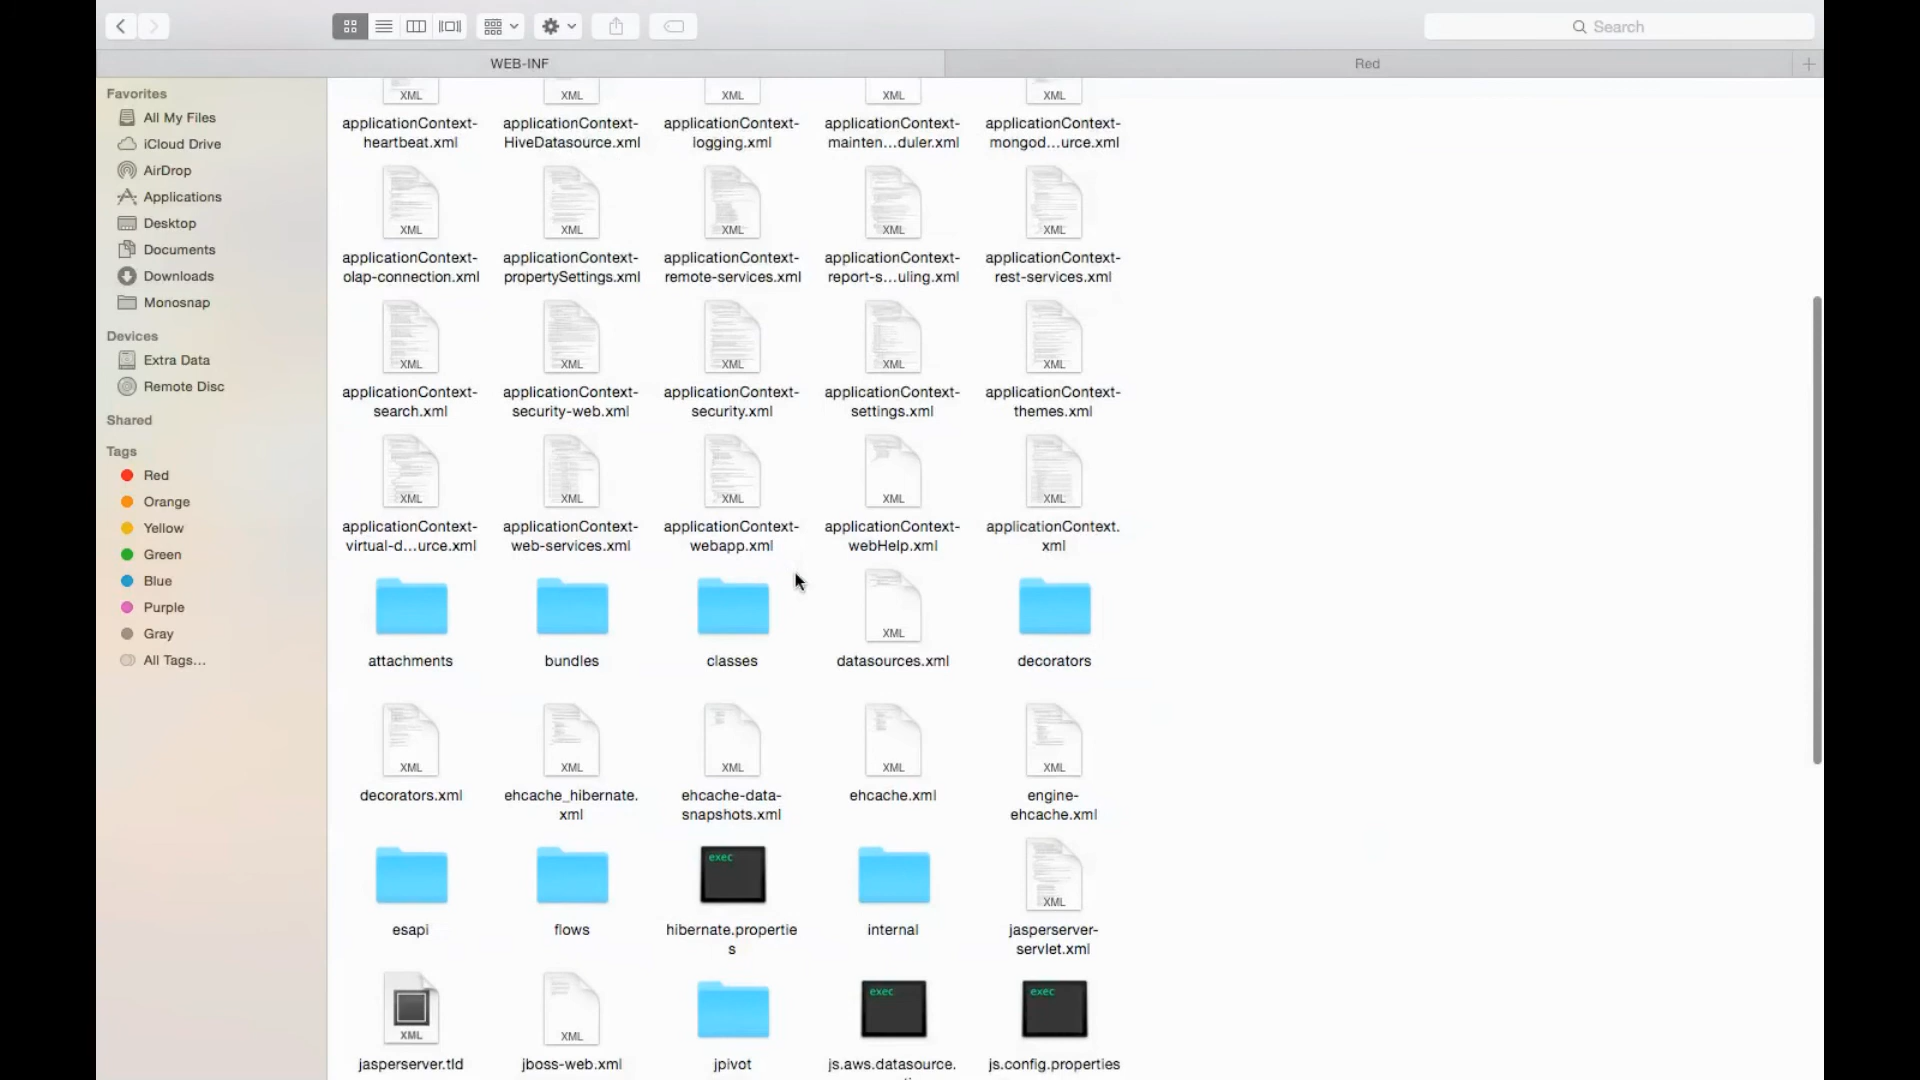 Search
WEB-INF
Red
Favorites
All My Files
iCloud Drive
AirDrop
Applications
Desktop
Documents
Downloads
Monosnap
Devices
Extra Data
Remote Disc
Shared
Tags
Red
Orange
Yellow
Green
Blue
Purple
Gray
All Tags...
XML XML XML XML XML
applicationContext- applicationContext- applicationContext- applicationContext- applicationContext-
heartbeat.xml HiveDatasource.xml logging.xml mainten...duler.xml mongod...urce.xml
XML XML XML XML XML
applicationContext- applicationContext- applicationContext- applicationContext- applicationContext-
olap-connection.xml propertySettings.xml remote-services.xml report-s...uling.xml rest-services.xml
XML XML XML XML XML
applicationContext- applicationContext- applicationContext- applicationContext- applicationContext-
search.xml security-web.xml security.xml settings.xml themes.xml
XML XML XML XML XML
applicationContext- applicationContext- applicationContext- applicationContext- applicationContext.
virtual-d...urce.xml web-services.xml webapp.xml webHelp.xml xml
XML
attachments bundles classes datasources.xml decorators
XML XML XML XML XML
decorators.xml ehcache_hibernate. ehcache-data- ehcache.xml engine-
xml snapshots.xml ehcache.xml
exec XML
esapi flows hibernate.propertie internal jasperserver-
s servlet.xml
XML XML exec exec
jasperserver.tld jboss-web.xml jpivot js.aws.datasource. js.config.properties